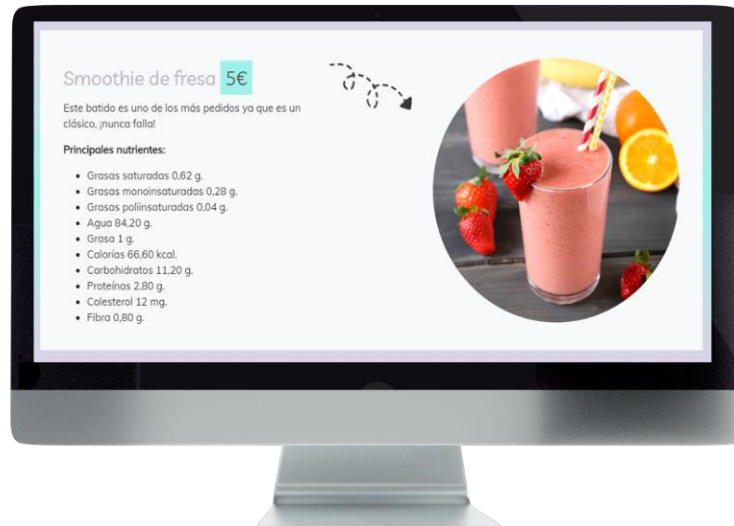 Smoothie de fresa 5€
Este batido es uno de los más pedidos ya que es un
clásico, ¡nunca falla!
Principales nutrientes:
• Grasas saturadas 0,62 g.
• Grasas monoinsaturadas 0,28 g.
• Grasas poliinsaturadas 0,04 g.
• Agua 84,20 g.
• Grasa 1 g.
• Calorías 66,60 kcal.
• Carbohidratos 11,20 g.
• Proteínas 2,80 g.
• Colesterol 12 mg.
• Fibra 0,80 g.